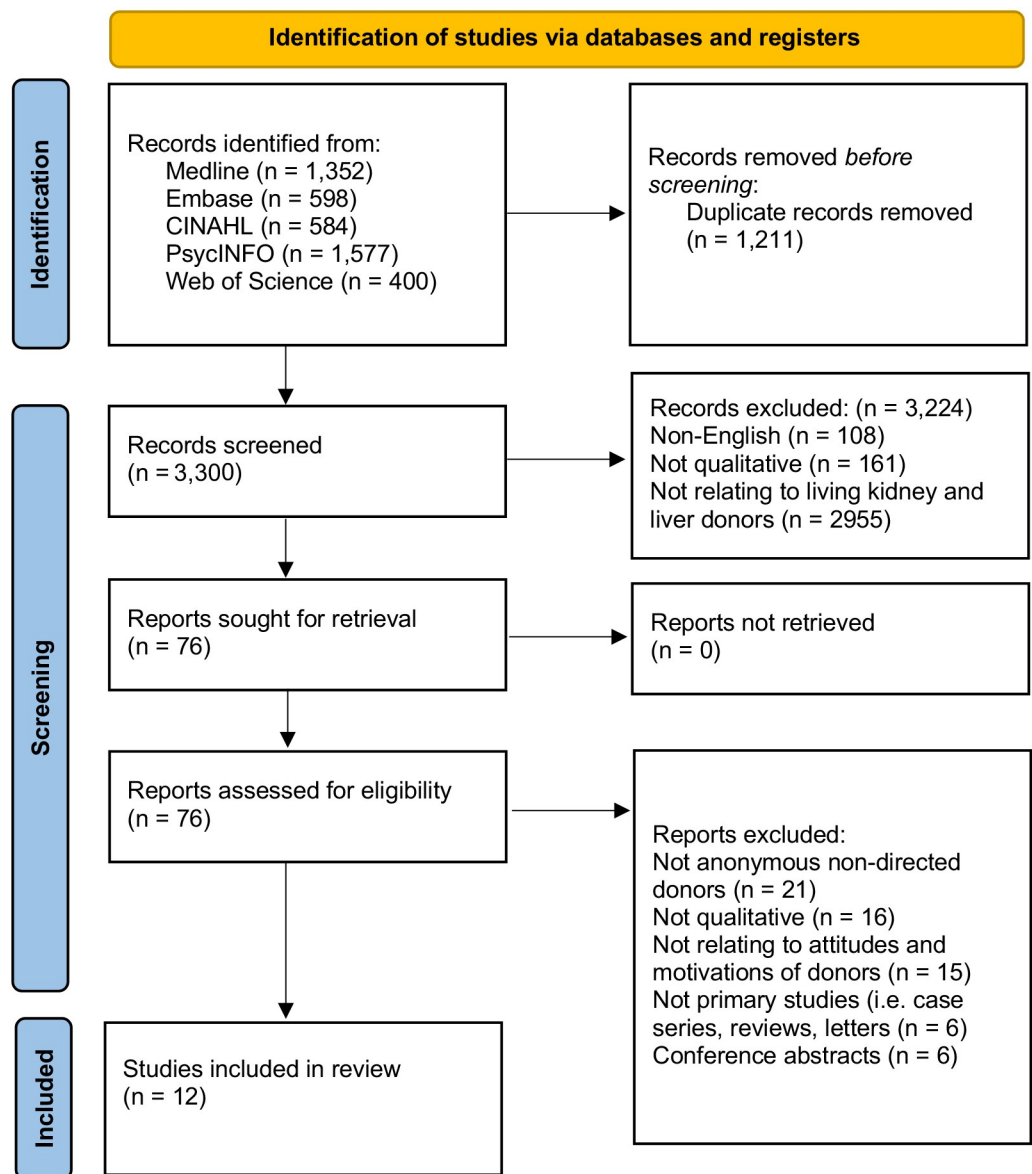 Identification of studies via databases and registers
Identification
Records identified from:
Medline (n = 1,352)
Embase (n = 598)
CINAHL (n = 584)
PsycINFO (n = 1,577)
Web of Science (n = 400)
Records removed before
screening:
Duplicate records removed
(n = 1,211)
Screening
Records screened
(n = 3,300)
Records excluded: (n = 3,224)
Non-English (n = 108)
Not qualitative (n = 161)
Not relating to living kidney and
liver donors (n = 2955)
Reports sought for retrieval
(n = 76)
Reports not retrieved
(n = 0)
Reports assessed for eligibility
(n = 76)
Reports excluded:
Not anonymous non-directed
donors (n = 21)
Not qualitative (n = 16)
Not relating to attitudes and
motivations of donors (n = 15)
Not primary studies (i.e. case
series, reviews, letters (n = 6)
Conference abstracts (n = 6)
Included
Studies included in review
(n = 12)